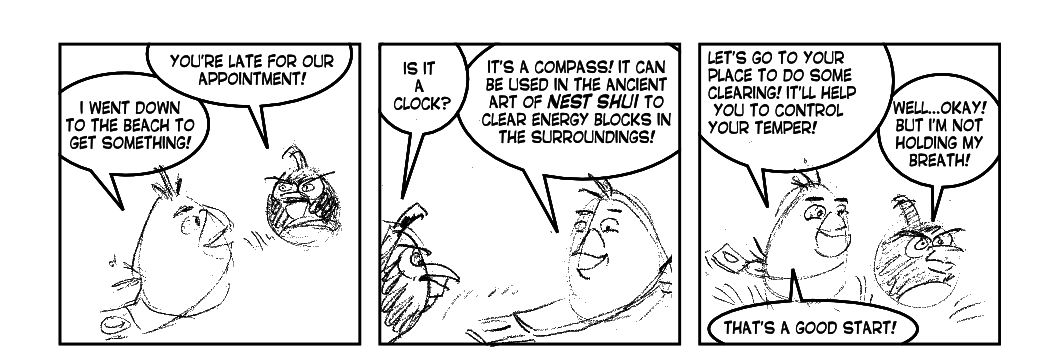 YOU'RE LATE FOR OUR
APPOINTMENT!
I WENT DOWN
TO THE BEACH TO
GET SOMETHING!
IS IT
A
CLOCK?
IT'S A COMPASS! IT CAN
BE USED IN THE ANCIENT
ART OF NEST SHUI TO
CLEAR ENERGY BLOCKS IN
THE SURROUNDINGS!
LET'S GO TO YOUR
PLACE TO DO SOME
CLEARING! IT'LL HELP
YOU TO CONTROL
YOUR TEMPER!
WELL...OKAY!
BUT I'M NOT
HOLDING MY
BREATH!
THAT'S A GOOD START!